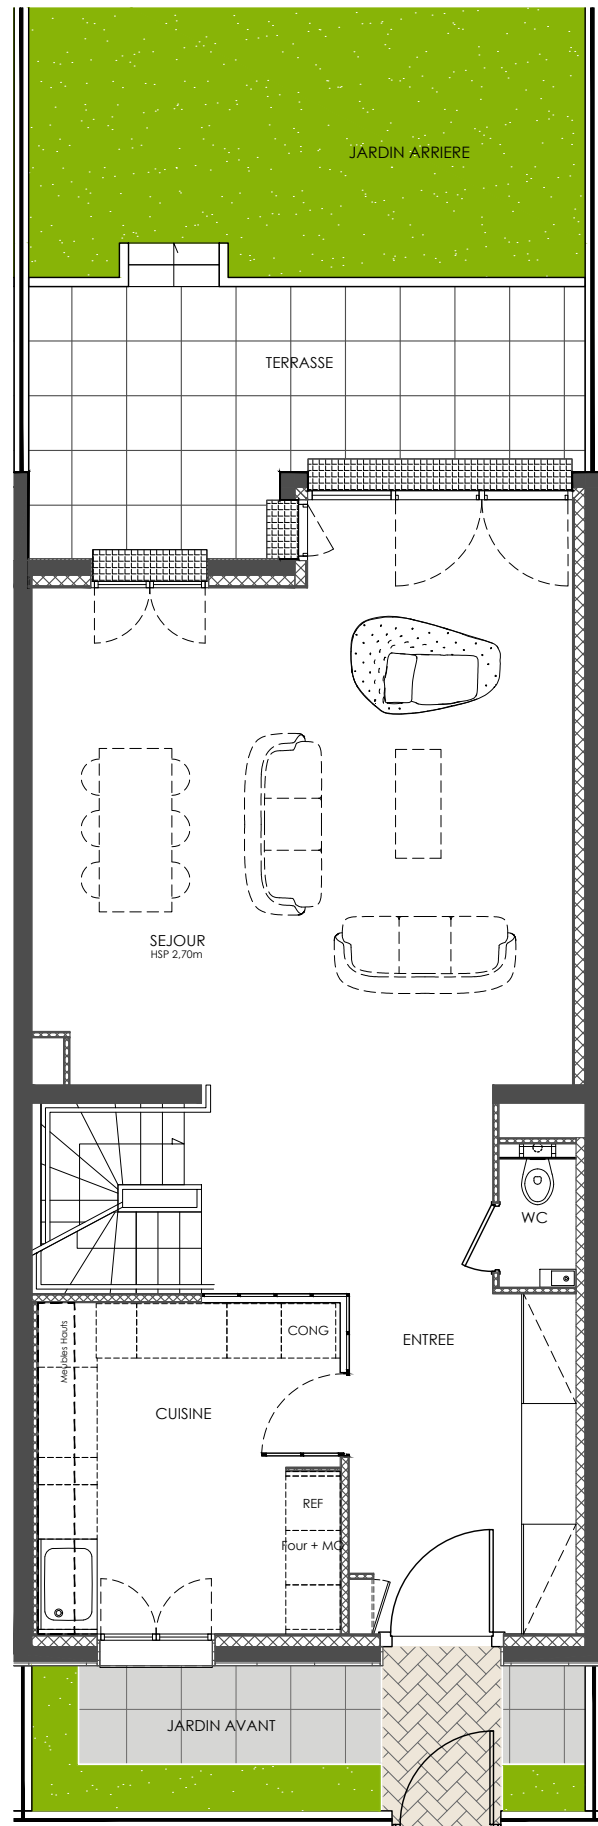 JARDIN ARRIERE
TERRASSE
SEJOUR
HSP 2,70m
WC
CONG
Meubles Hauts
ENTREE
CUISINE
REF
Four + MO
JARDIN AVANT